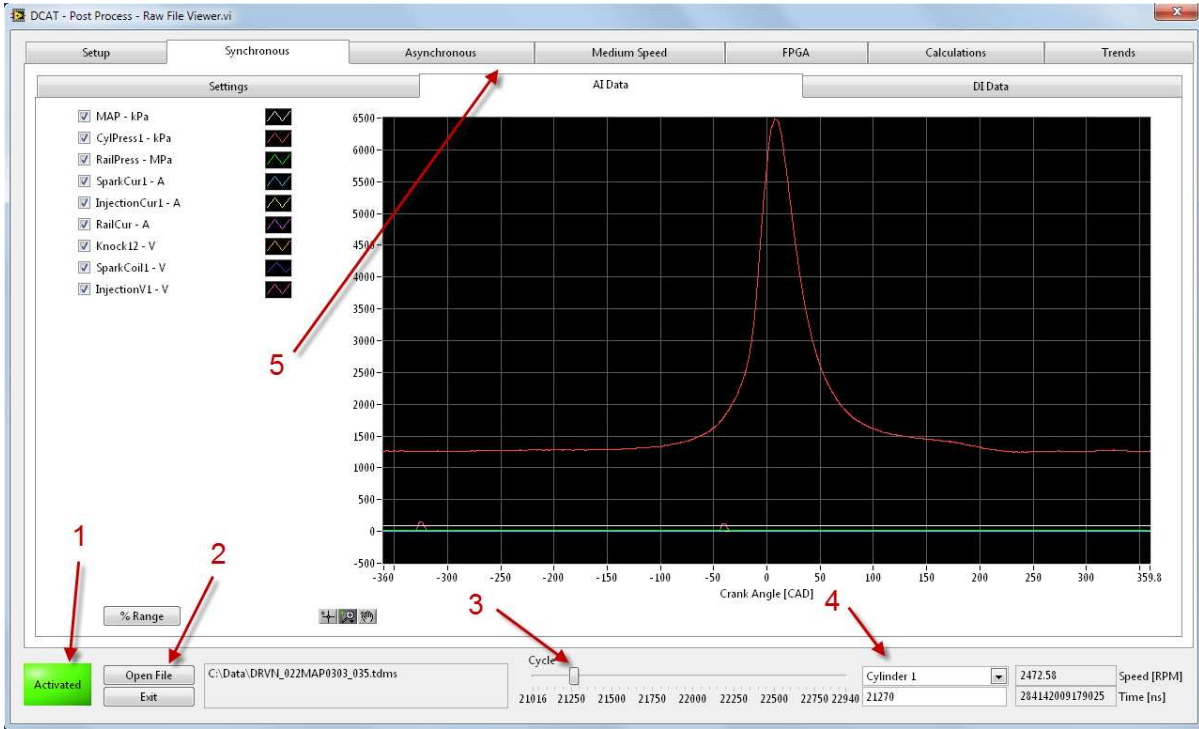 DCAT - Post Process - Raw File Viewer.vi
Setup Synchronous Asynchronous Medium Speed FPGA Calculations Trends
Settings AI Data DI Data
MAP - kPa
CylPress1 - kPa
RailPress - MPa
SparkCur1 - A
InjectionCur1 - A
RailCur - A
Knock12 - V
SparkCoil1 - V
InjectionV1 - V
6500
6000
5500
5000
4500
4000
3500
3000
2500
2000
1500
1000
500
0
-500
-360 -300 -250 -200 -150 -100 -50 0 50 100 150 200 250 300 359.8
Crank Angle [CAD]
5
1
2
3
4
% Range
Activated
Open File
Exit
C:\Data\DRVN_022MAP0303_035.tdms
Cycle
21016 21250 21500 21750 22000 22250 22500 22750 22940
Cylinder 1
21270
2472.58 Speed [RPM]
284142009179025 Time [ns]